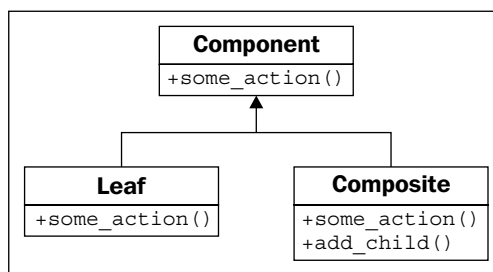 Component
+some_action()
Leaf
+some_action()
Composite
+some_action()
+add_child()